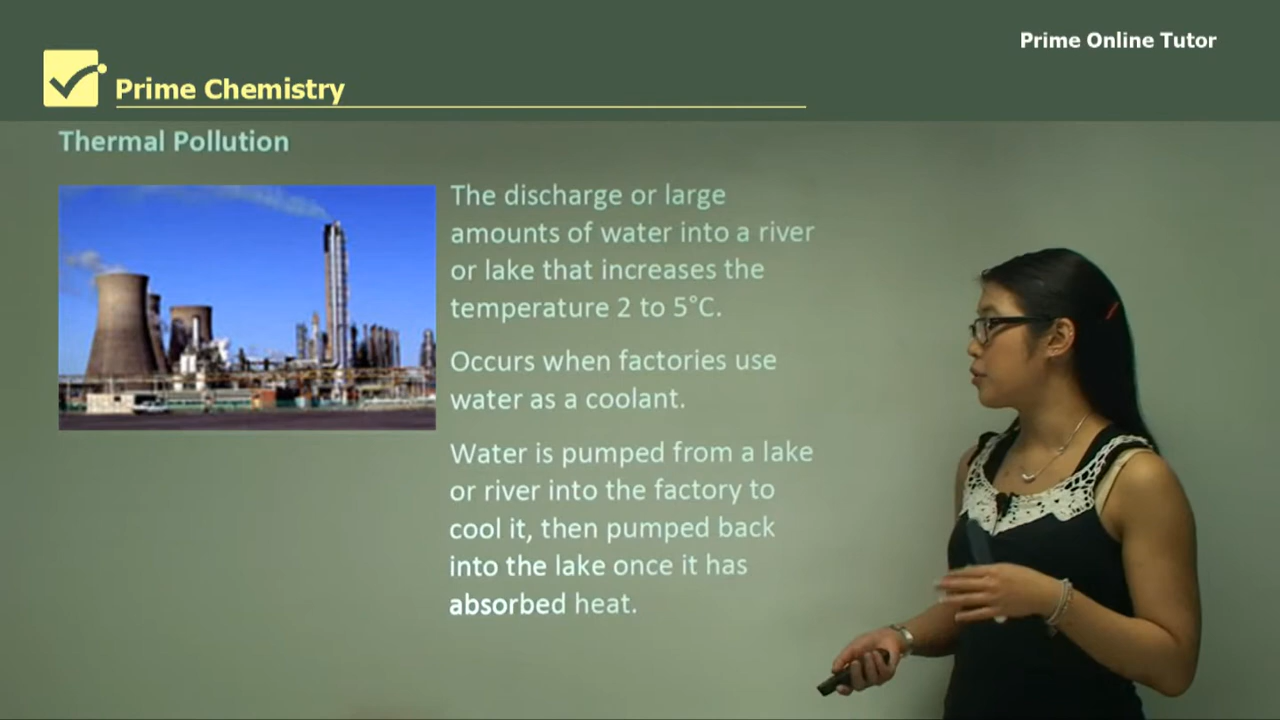 Prime Online Tutor
Prime Chemistry
Thermal Pollution
The discharge or large
amounts of water into a river
or lake that increases the
temperature 2 to 5°C.
Occurs when factories use
water as a coolant.
Water is pumped from a lake
or river into the factory to
cool it, then pumped back
into the lake once it has
absorbed heat.